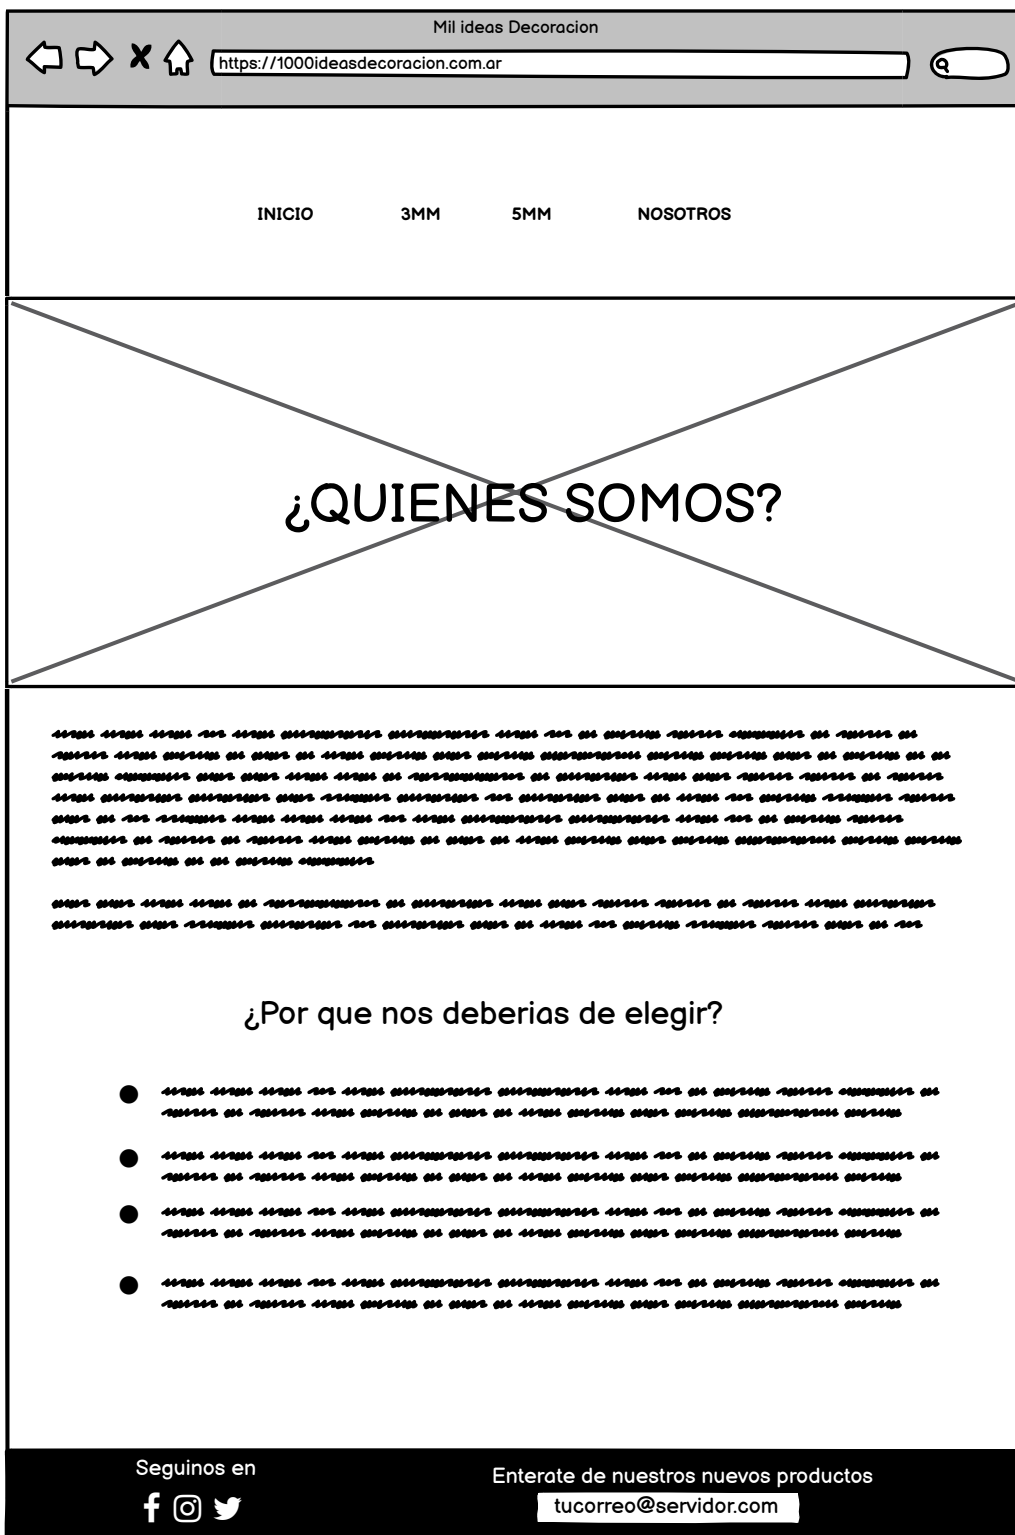 Mil ideas Decoracion
https://1000ideasdecoracion.com.ar
INICIO 3MM 5MM NOSOTROS
¿QUIENES SOMOS?
¿Por que nos deberias de elegir?
Seguinos en
Enterate de nuestros nuevos productos
tucorreo@servidor.com